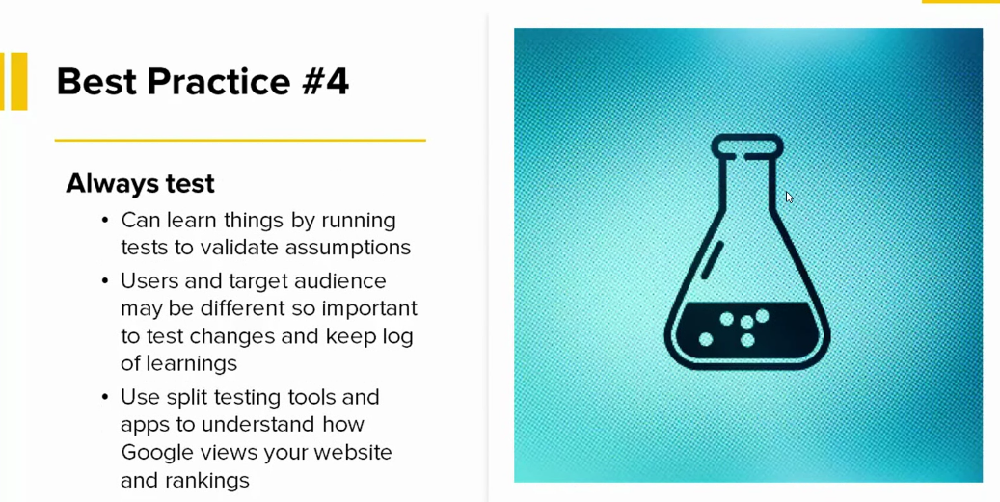 Best Practice #4
Always test
• Can learn things by running
tests to validate assumptions
• Users and target audience
may be different so important
to test changes and keep log
of learnings
• Use split testing tools and
apps to understand how
Google views your website
and rankings